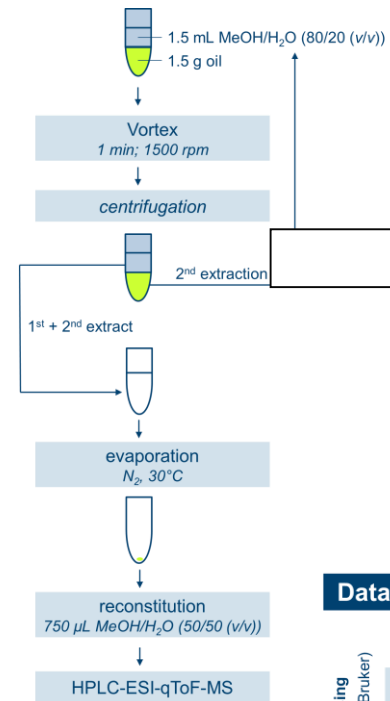 1.5 mL MeOH/H₂O (80/20 (v/v))
1.5 g oil
Vortex
1 min; 1500 rpm
centrifugation
2ⁿᵈ extraction
1ˢᵗ + 2ⁿᵈ extract
evaporation
N₂, 30°C
reconstitution
750 µL MeOH/H₂O (50/50 (v/v))
HPLC-ESI-qToF-MS
Data
ing
Bruker)